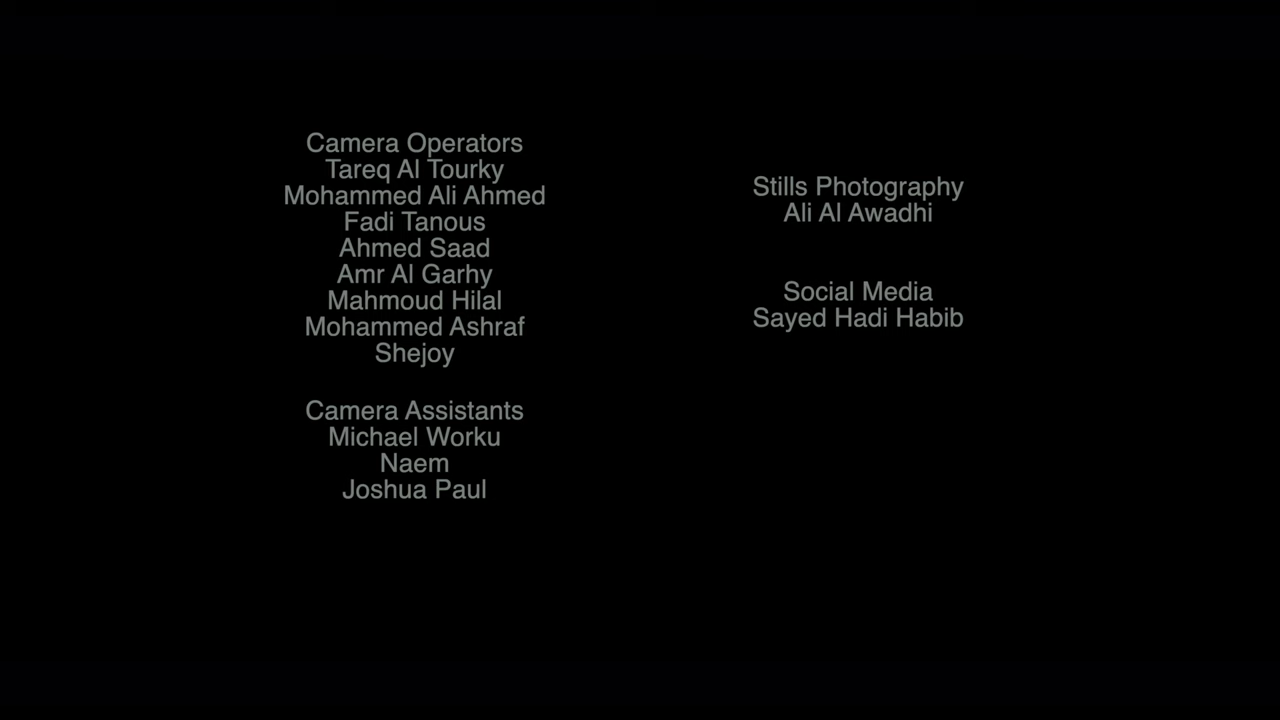 Camera Operators
Tareq Al Tourky
Mohammed Ali Ahmed
Fadi Tanous
Ahmed Saad
Amr Al Garhy
Mahmoud Hilal
Mohammed Ashraf
Shejoy
Camera Assistants
Michael Worku
Naem
Joshua Paul
Stills Photography
Ali Al Awadhi
Social Media
Sayed Hadi Habib